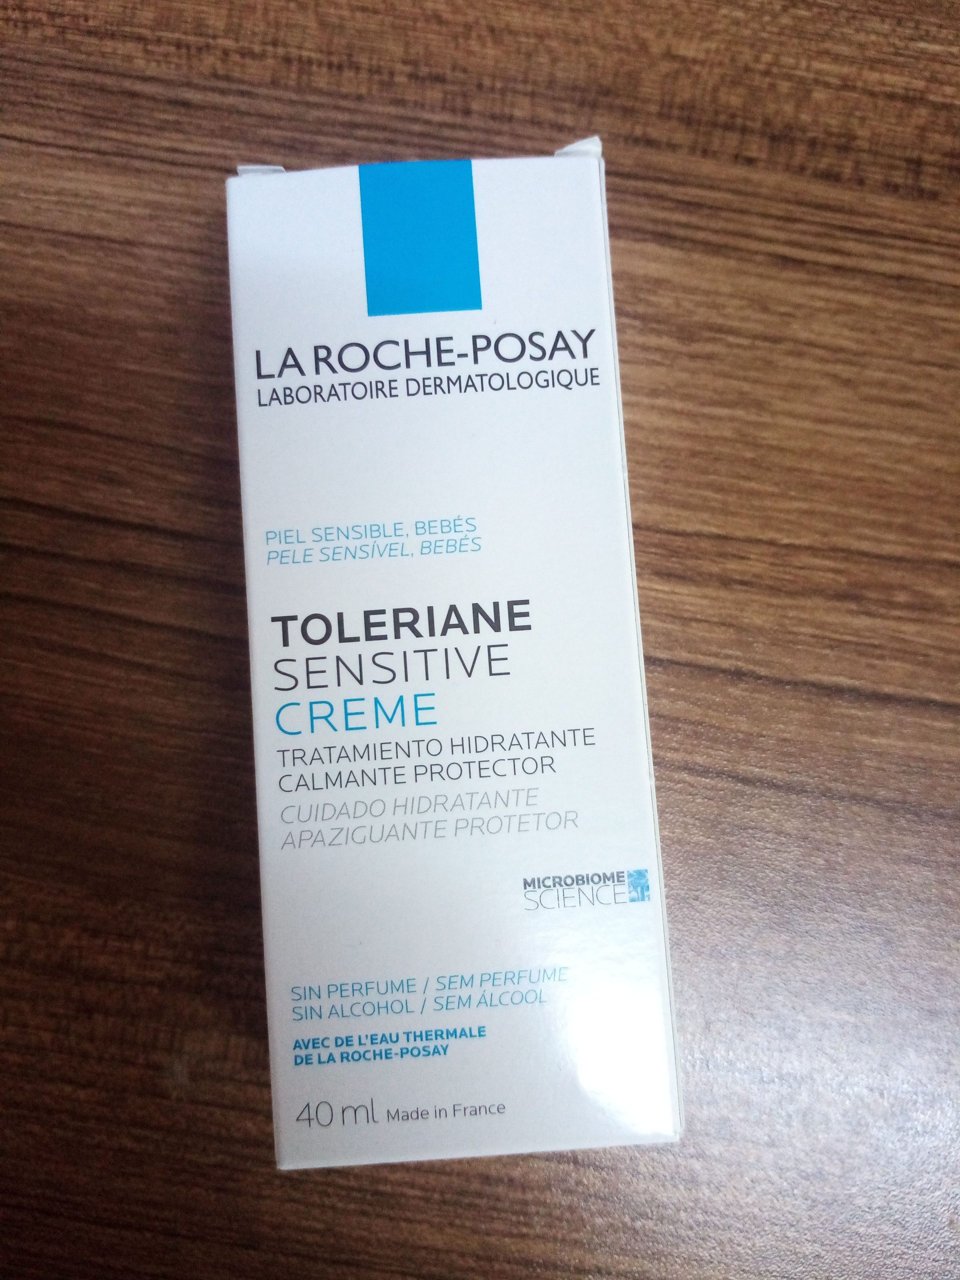 LA ROCHE-POSAY
LABORATOIRE DERMATOLOGIQUE
PIEL SENSIBLE, BEBÉS
PELE SENSÍVEL, BEBÉS
TOLERIANE
SENSITIVE
CREME
TRATAMIENTO HIDRATANTE
CALMANTE PROTECTOR
CUIDADO HIDRATANTE
APAZIGUANTE PROTETOR
MICROBIOME
SCIENCE
SIN PERFUME / SEM PERFUME
SIN ALCOHOL / SEM ÁLCOOL
AVEC DE L'EAU THERMALE
DE LA ROCHE-POSAY
40 ml Made in France